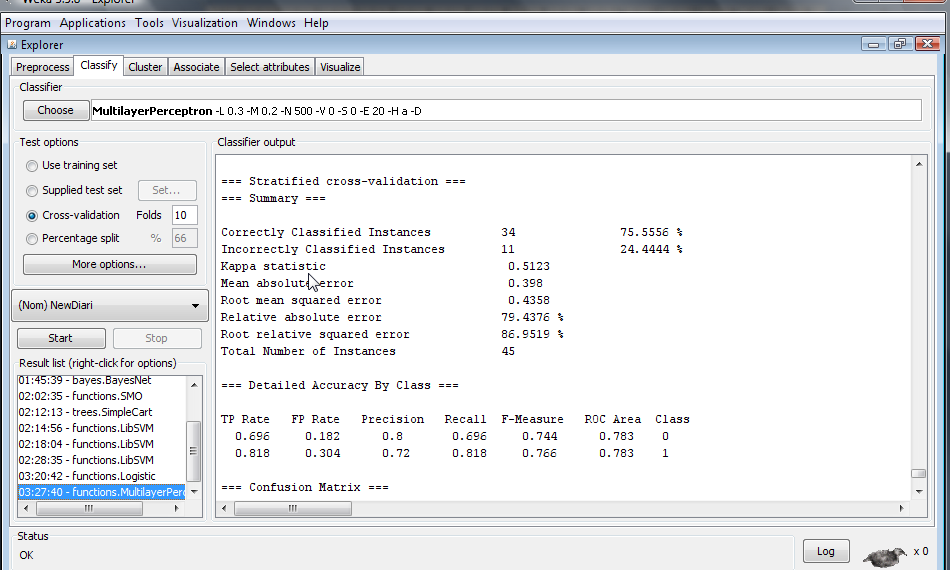 Explorer
Program Applications Tools Visualization Windows Help
Explorer
Preprocess Classify Cluster Associate Select attributes Visualize
Classifier
Choose MultilayerPerceptron -L 0.3 -M 0.2 -N 500 -V 0 -S 0 -E 20 -H a -D
Test options
Use training set
Supplied test set Set...
Cross-validation Folds 10
Percentage split % 66
More options...
(Nom) NewDiari
Start Stop
Result list (right-click for options)
01:45:39 - bayes.BayesNet
02:02:35 - functions.SMO
02:12:13 - trees.SimpleCart
02:14:56 - functions.LibSVM
02:18:04 - functions.LibSVM
02:28:35 - functions.LibSVM
03:20:42 - functions.Logistic
03:27:40 - functions.MultilayerPerc
Classifier output
=== Stratified cross-validation ===
=== Summary ===
Correctly Classified Instances 34 75.5556 %
Incorrectly Classified Instances 11 24.4444 %
Kappa statistic 0.5123
Mean absolute error 0.398
Root mean squared error 0.4358
Relative absolute error 79.4376 %
Root relative squared error 86.9519 %
Total Number of Instances 45
=== Detailed Accuracy By Class ===
TP Rate FP Rate Precision Recall F-Measure ROC Area Class
0.696 0.182 0.8 0.696 0.744 0.783 0
0.818 0.304 0.72 0.818 0.766 0.783 1
=== Confusion Matrix ===
Status
OK
Log x 0